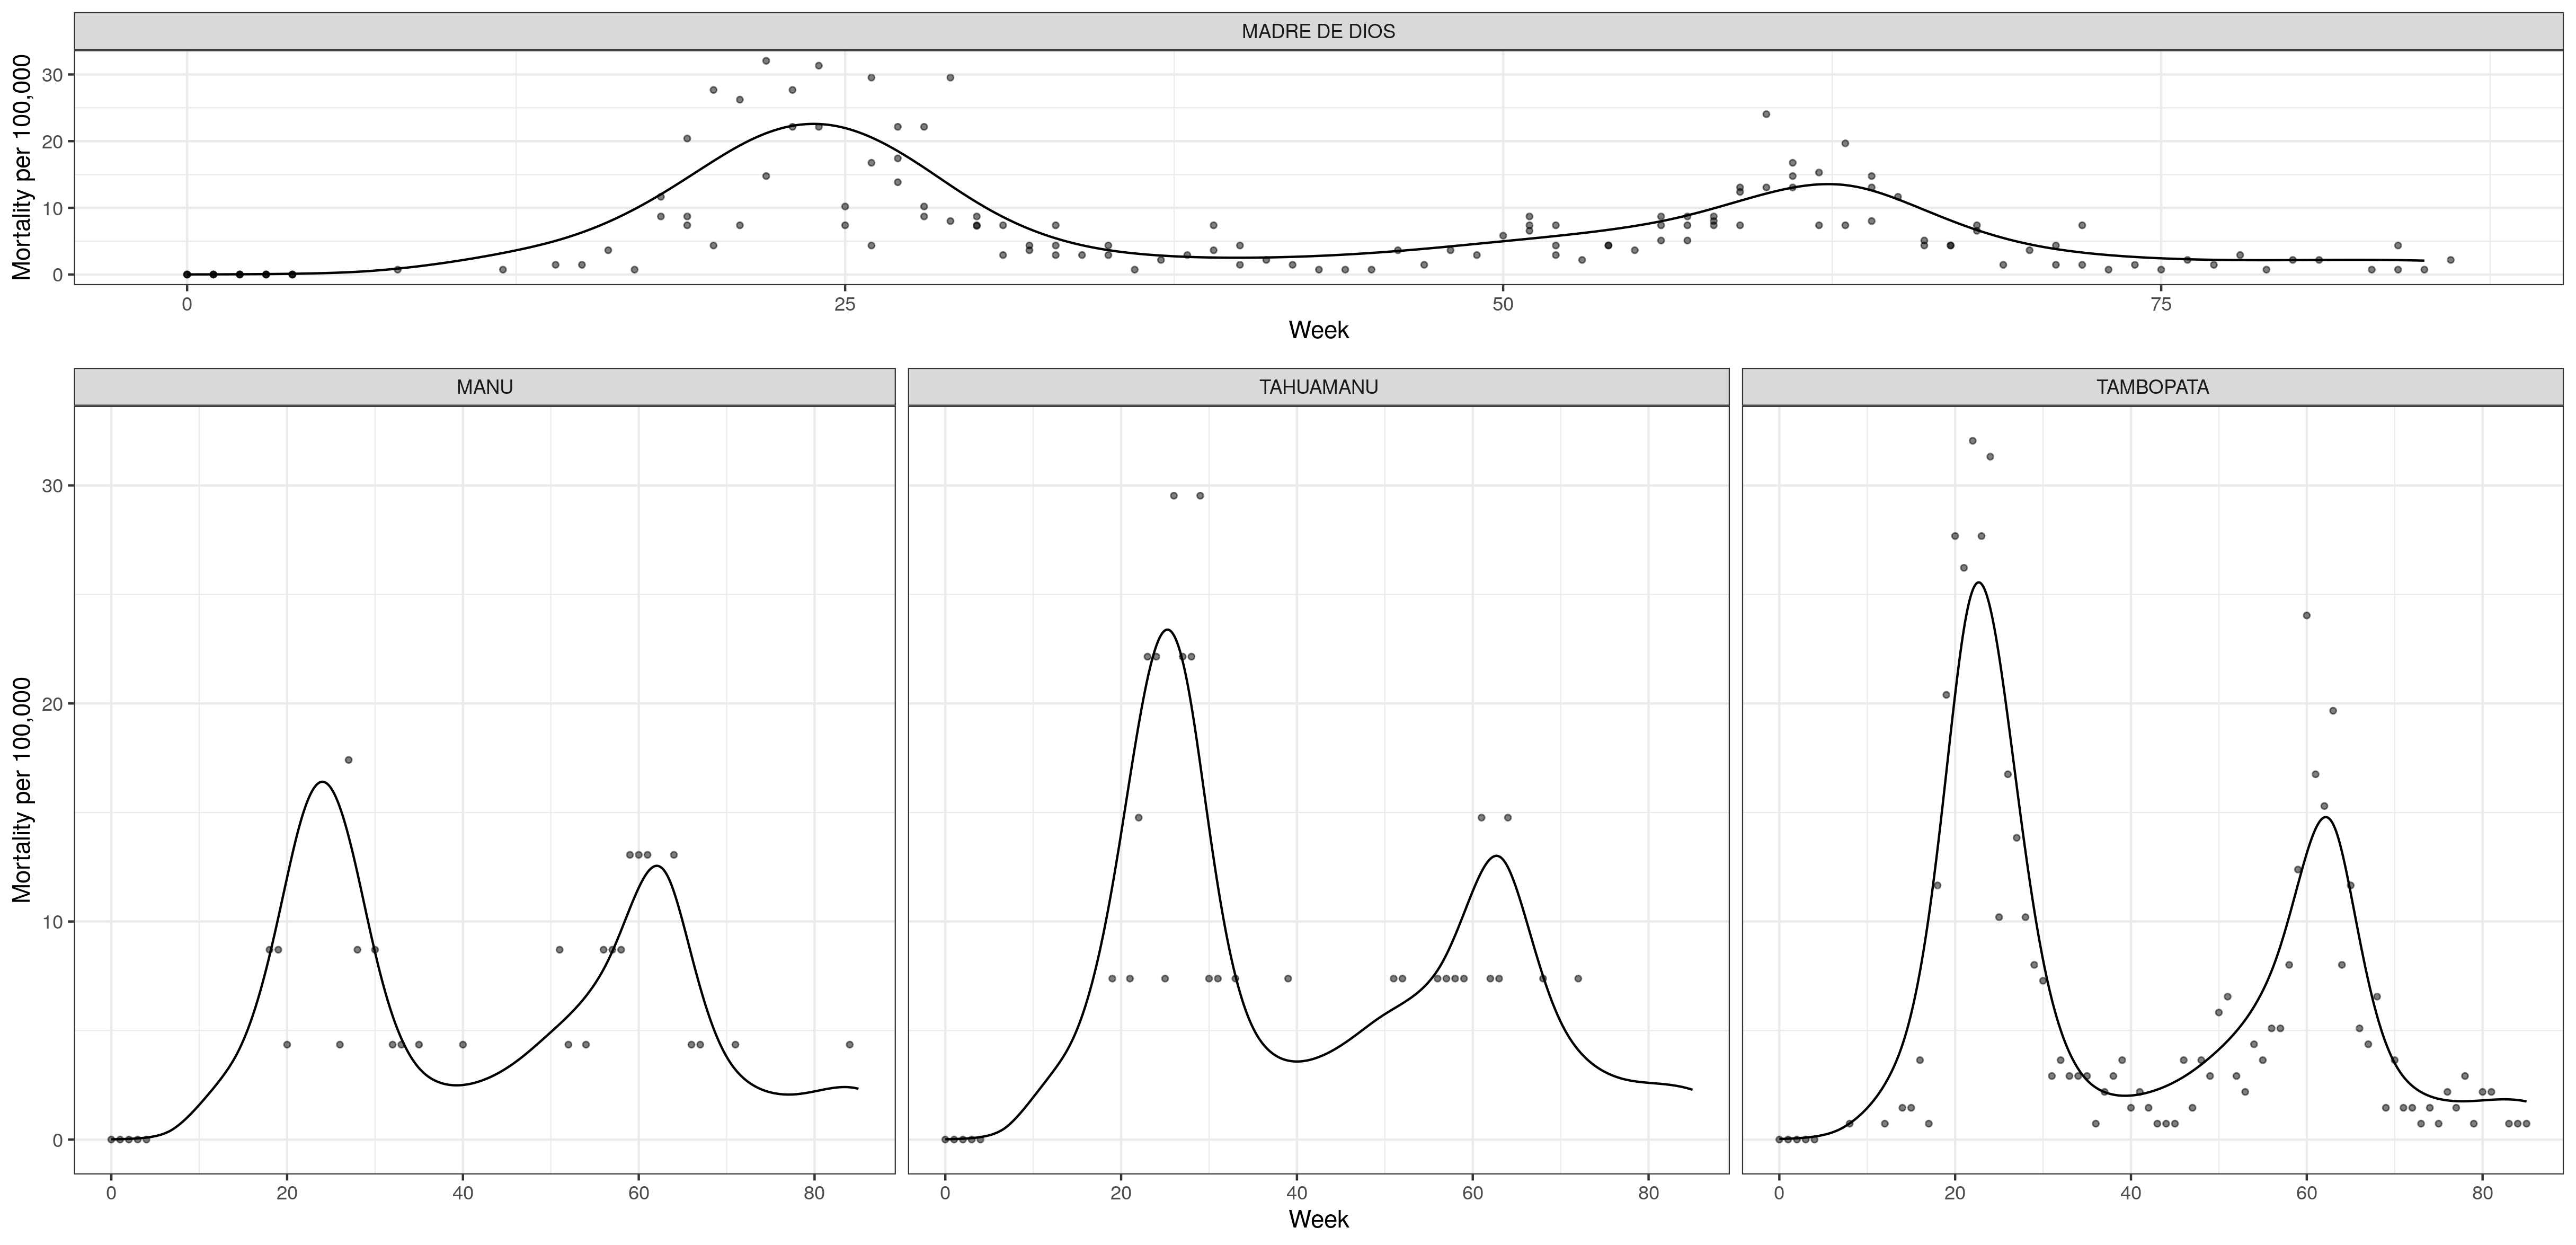 MADRE DE DIOS
Mortality per 100,000
30
20
10
0
0 25 50 75
Week
MANU TAHUAMANU TAMBOPATA
Mortality per 100,000
30
20
10
0
0 20 40 60 80 0 20 40 60 80 0 20 40 60 80
Week